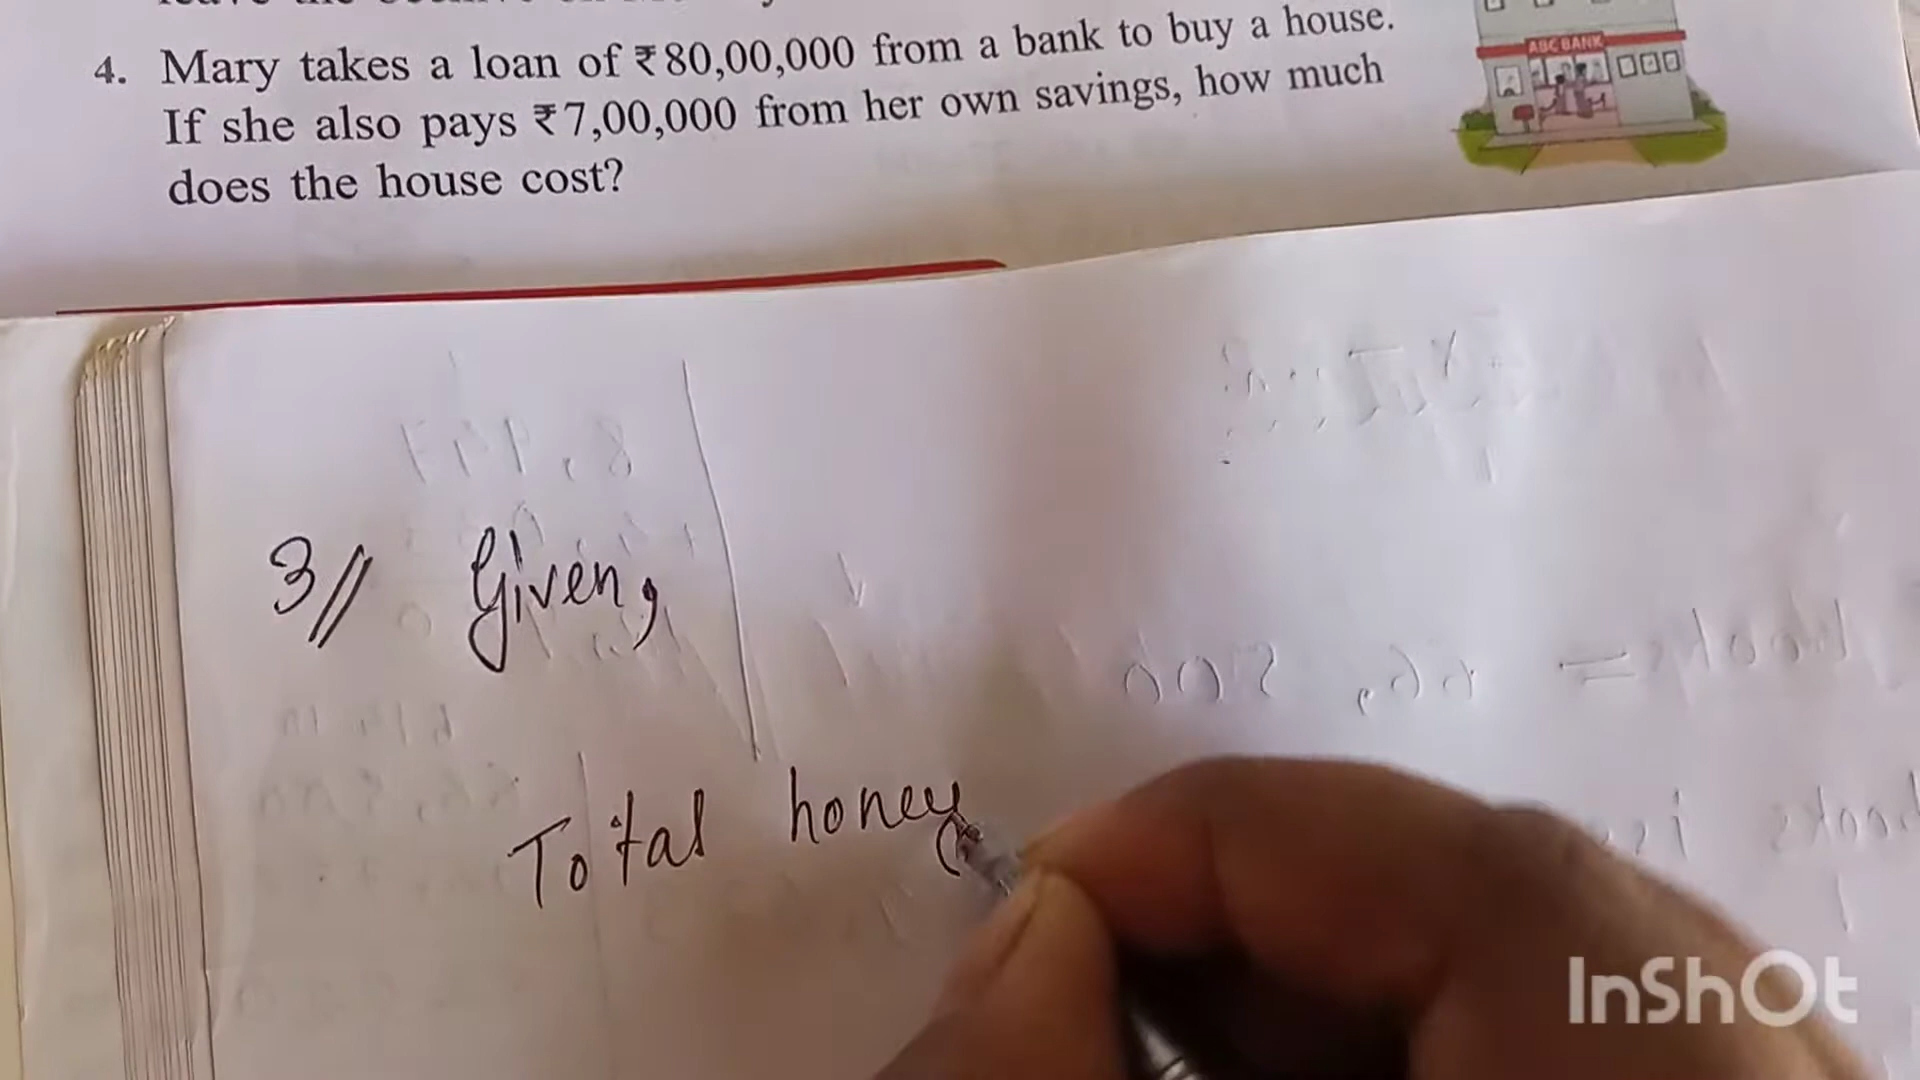 4. Mary takes a loan of ₹80,00,000 from a bank to buy a house.
If she also pays ₹7,00,000 from her own savings, how much
does the house cost?
ABC BANK
3// Given,
Total honey
InShOt